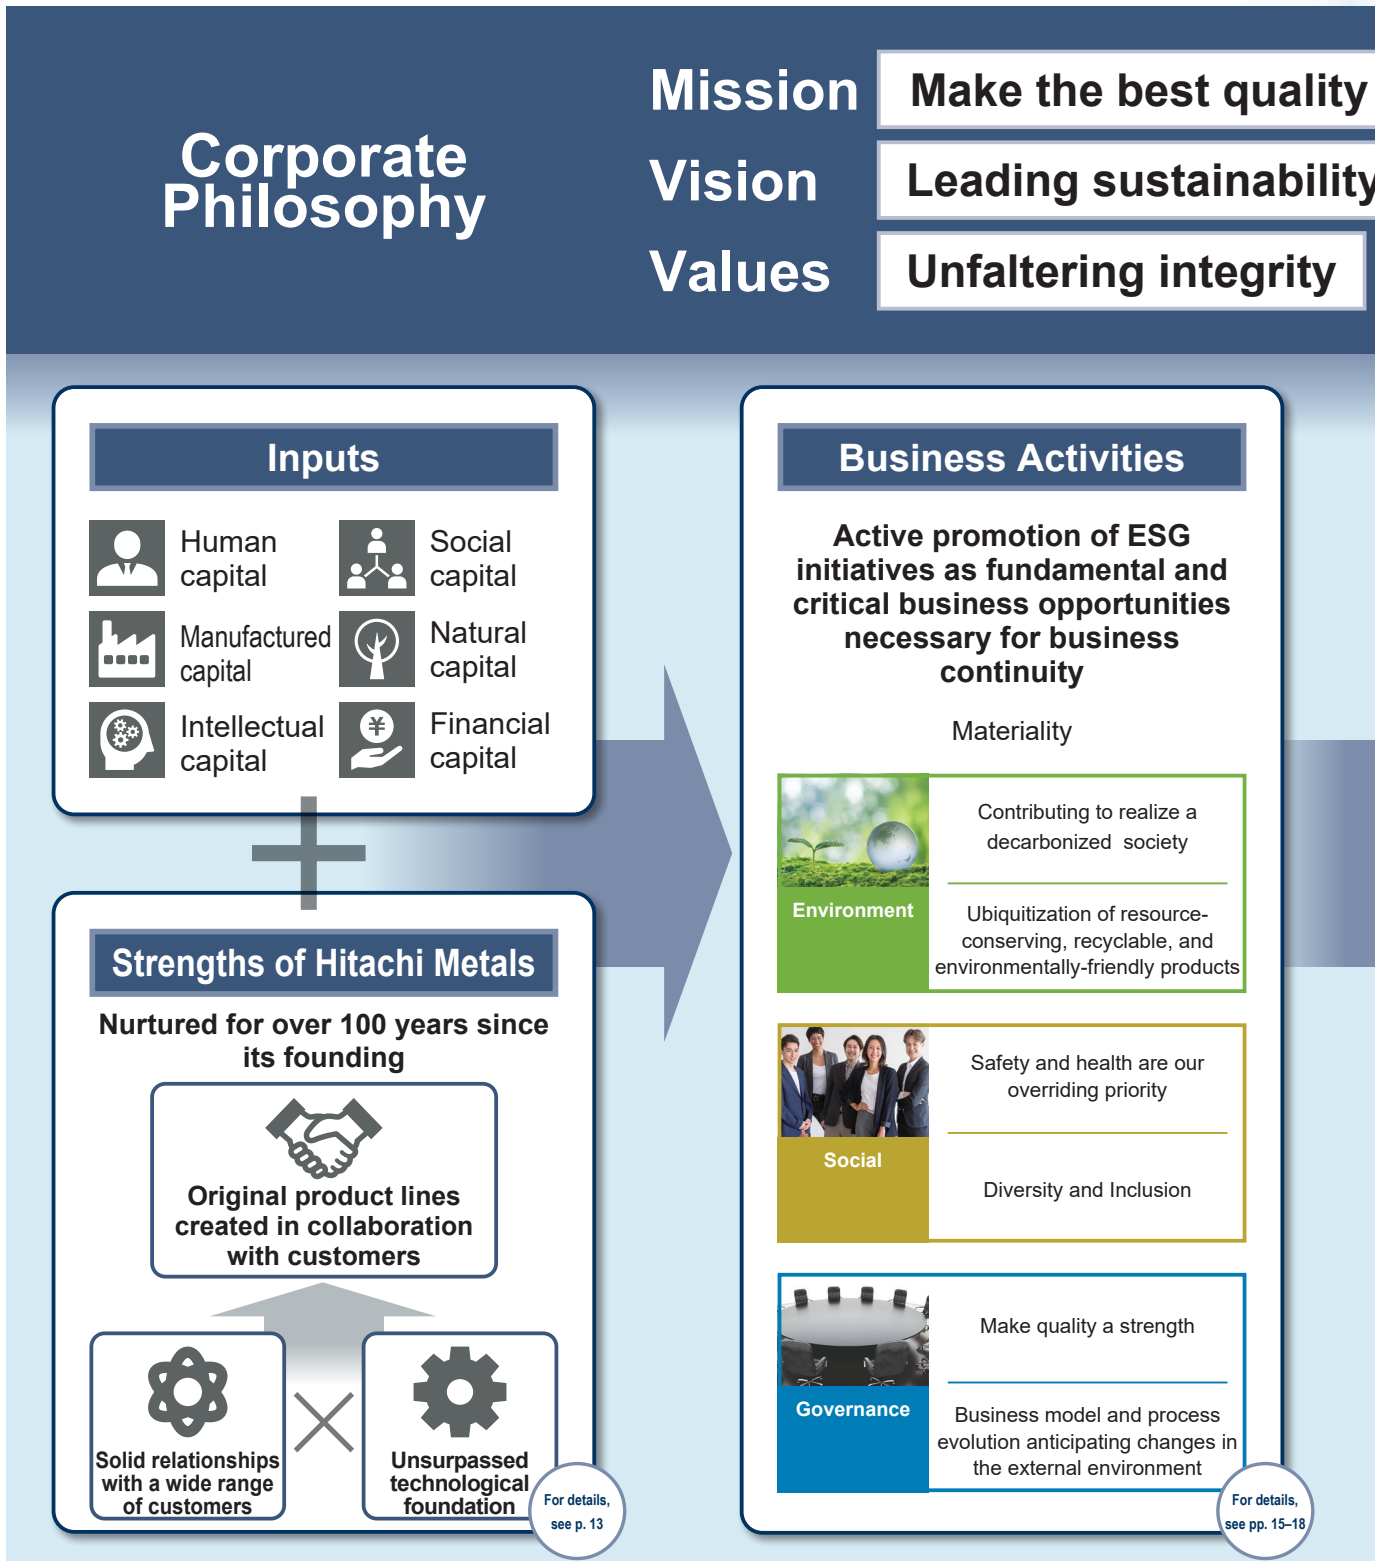 Corporate
Philosophy
Mission
Make the best quality
Vision
Leading sustainability
Values
Unfaltering integrity
Inputs
Human
capital
Social
capital
Manufactured
capital
Natural
capital
Intellectual
capital
¥
Financial
capital
Strengths of Hitachi Metals
Nurtured for over 100 years since
its founding
Original product lines
created in collaboration
with customers
Solid relationships
with a wide range
of customers
Unsurpassed
technological
foundation
For details,
see p. 13
Business Activities
Active promotion of ESG
initiatives as fundamental and
critical business opportunities
necessary for business
continuity
Materiality
Environment
Contributing to realize a
decarbonized society
Ubiquitization of resource-
conserving, recyclable, and
environmentally-friendly products
Social
Safety and health are our
overriding priority
Diversity and Inclusion
Governance
Make quality a strength
Business model and process
evolution anticipating changes in
the external environment
For details,
see pp. 15–18